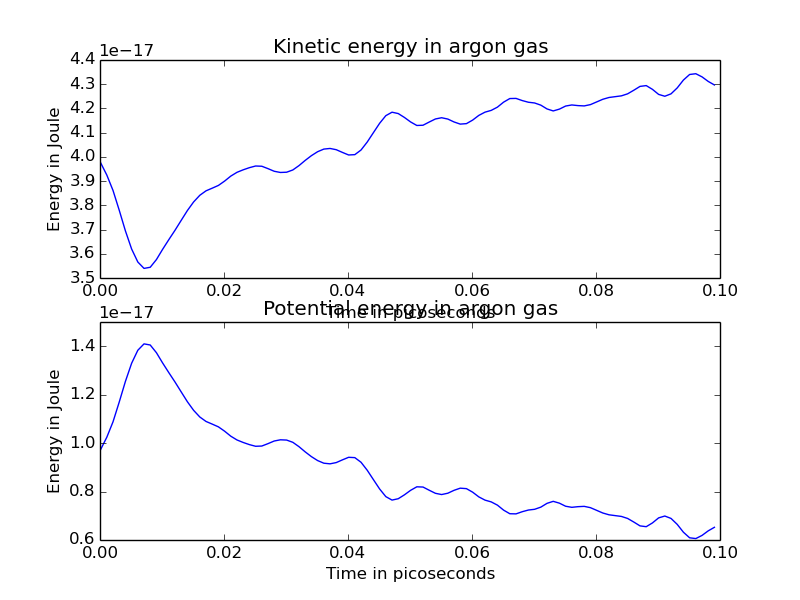 Kinetic energy in argon gas
1e−17
4.4
4.3
4.2
4.1
4.0
3.9
3.8
3.7
3.6
3.5
Energy in Joule
0.00 0.02 0.04 0.06 0.08 0.10
Time in picoseconds
Potential energy in argon gas
1e−17
1.4
1.2
1.0
0.8
0.6
Energy in Joule
0.00 0.02 0.04 0.06 0.08 0.10
Time in picoseconds